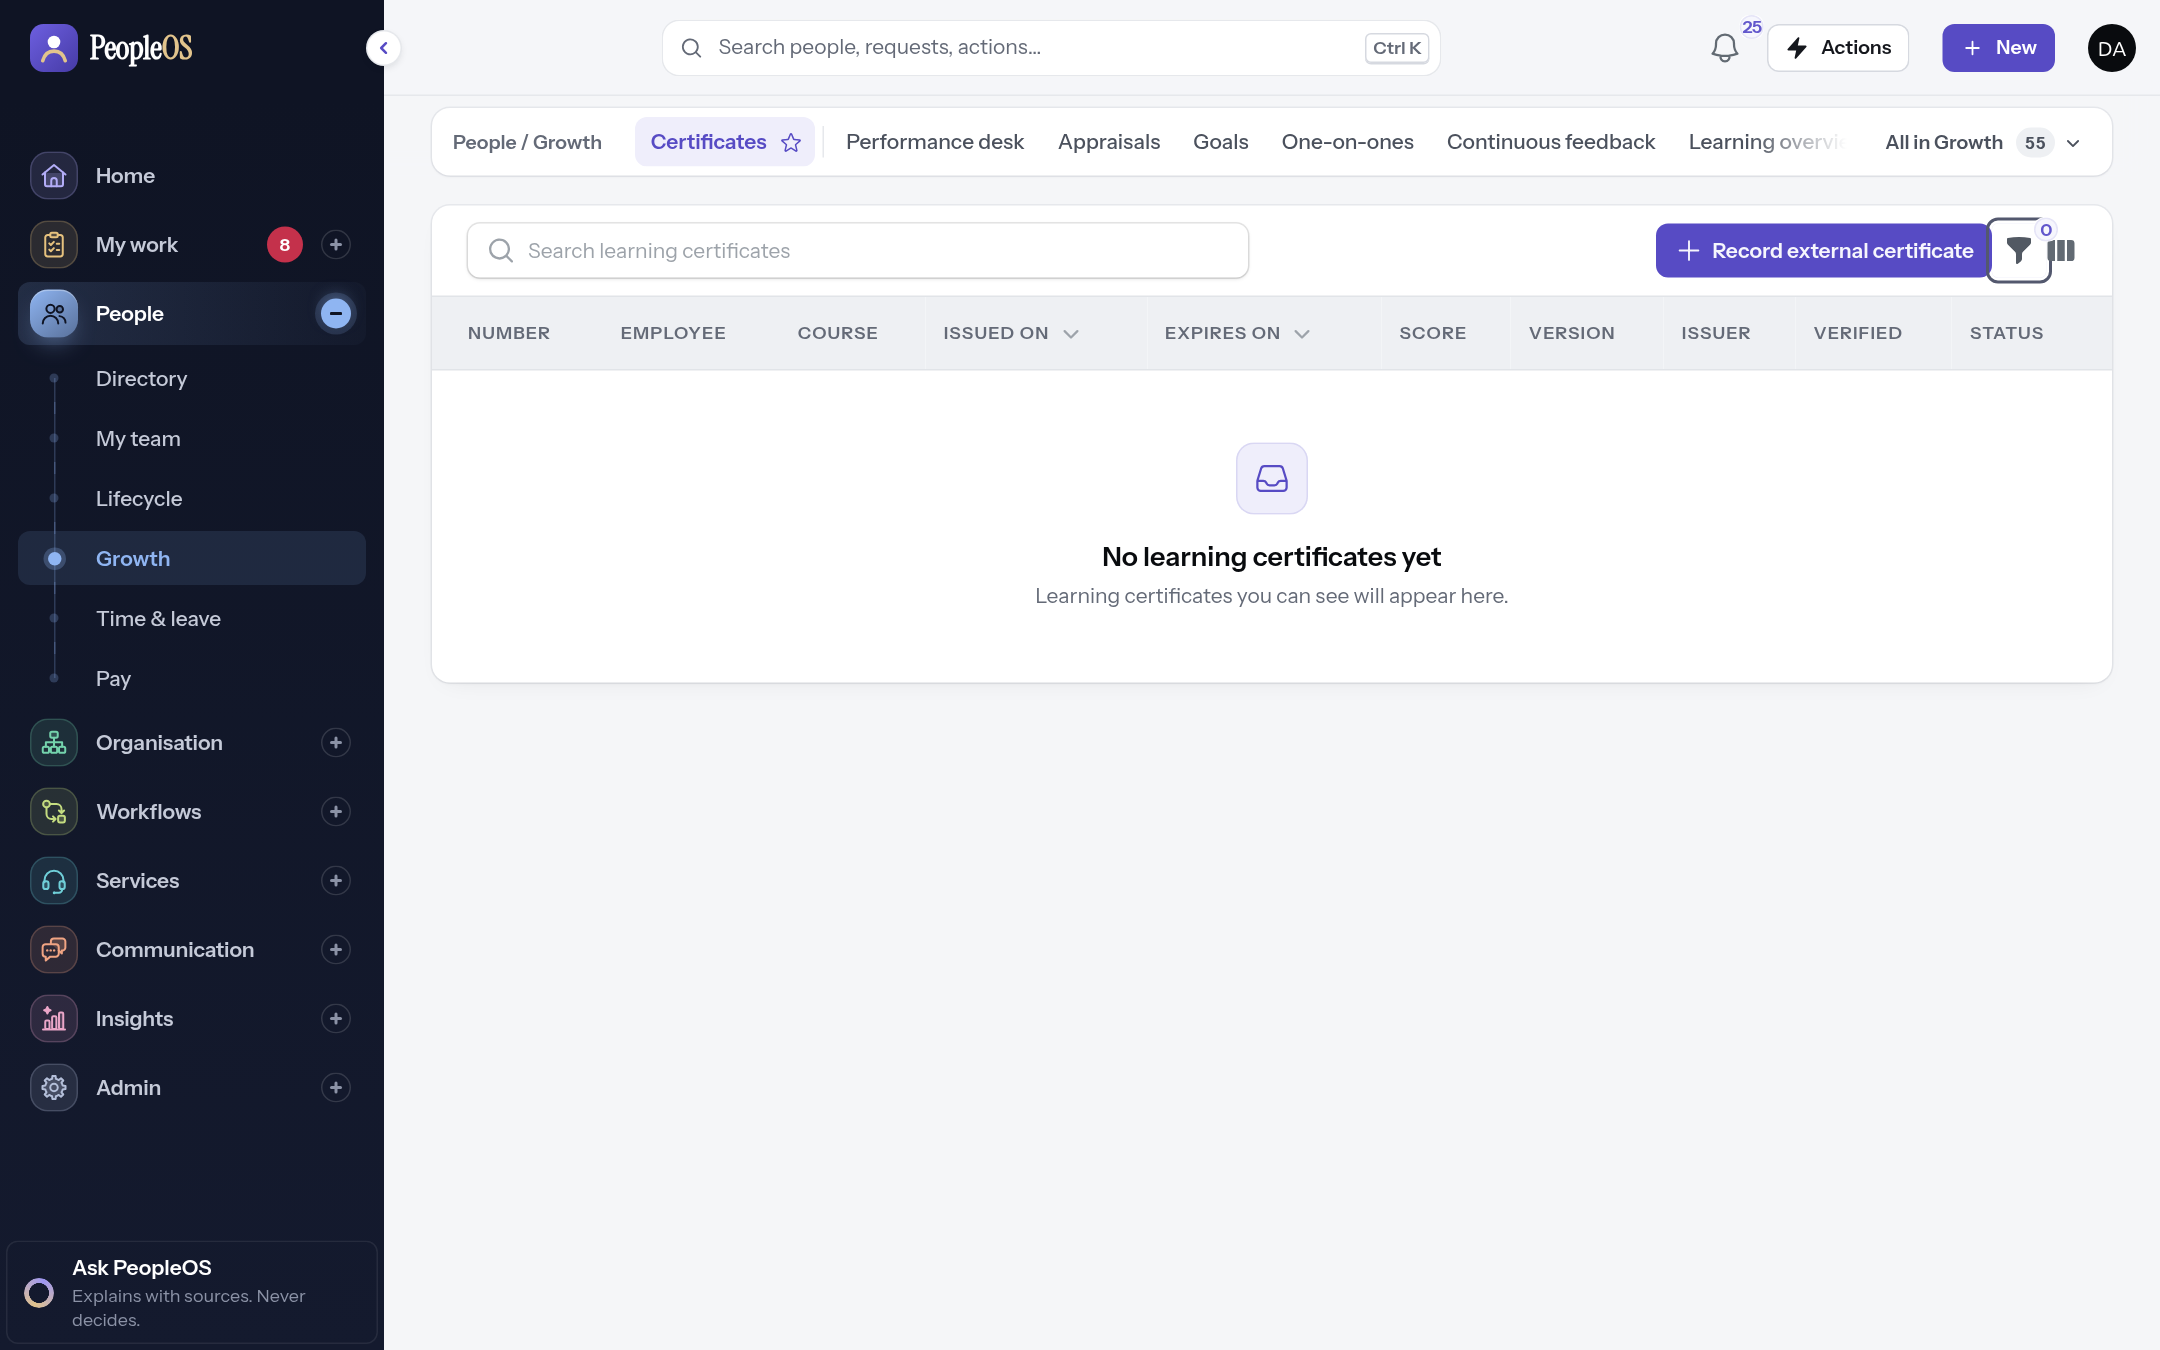 PeopleOS
Search people, requests, actions...
Ctrl K
25
Actions
New
DA
Home
My work
8
People
Directory
My team
Lifecycle
Growth
Time & leave
Pay
Organisation
Workflows
Services
Communication
Insights
Admin
Ask PeopleOS
Explains with sources. Never
decides.
People / Growth
Certificates
Performance desk
Appraisals
Goals
One-on-ones
Continuous feedback
Learning overvie
All in Growth
55
Search learning certificates
Record external certificate
0
NUMBER
EMPLOYEE
COURSE
ISSUED ON
EXPIRES ON
SCORE
VERSION
ISSUER
VERIFIED
STATUS
No learning certificates yet
Learning certificates you can see will appear here.